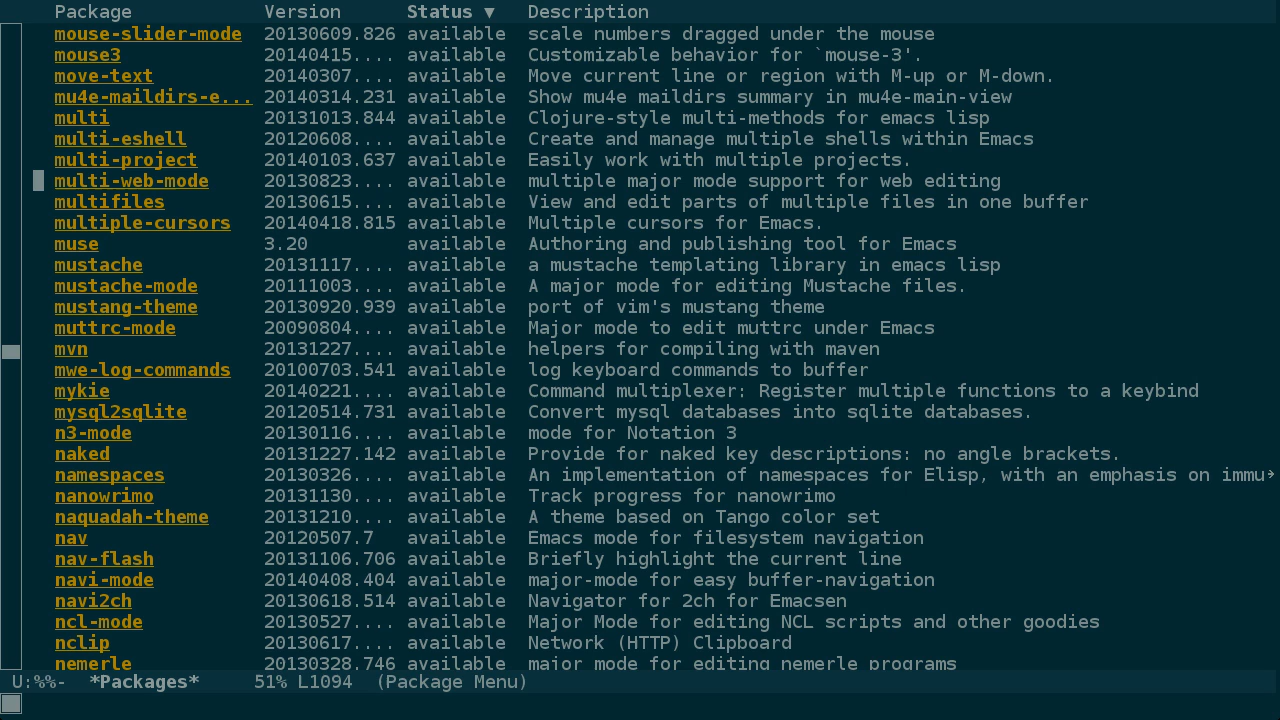 Package Version Status ▼ Description
mouse-slider-mode 20130609.826 available scale numbers dragged under the mouse
mouse3 20140415.... available Customizable behavior for `mouse-3'.
move-text 20140307.... available Move current line or region with M-up or M-down.
mu4e-maildirs-e... 20140314.231 available Show mu4e maildirs summary in mu4e-main-view
multi 20131013.844 available Clojure-style multi-methods for emacs lisp
multi-eshell 20120608.... available Create and manage multiple shells within Emacs
multi-project 20140103.637 available Easily work with multiple projects.
multi-web-mode 20130823.... available multiple major mode support for web editing
multifiles 20130615.... available View and edit parts of multiple files in one buffer
multiple-cursors 20140418.815 available Multiple cursors for Emacs.
muse 3.20 available Authoring and publishing tool for Emacs
mustache 20131117.... available a mustache templating library in emacs lisp
mustache-mode 20111003.... available A major mode for editing Mustache files.
mustang-theme 20130920.939 available port of vim's mustang theme
muttrc-mode 20090804.... available Major mode to edit muttrc under Emacs
mvn 20131227.... available helpers for compiling with maven
mwe-log-commands 20100703.541 available log keyboard commands to buffer
mykie 20140221.... available Command multiplexer: Register multiple functions to a keybind
mysql2sqlite 20120514.731 available Convert mysql databases into sqlite databases.
n3-mode 20130116.... available mode for Notation 3
naked 20131227.142 available Provide for naked key descriptions: no angle brackets.
namespaces 20130326.... available An implementation of namespaces for Elisp, with an emphasis on immu→
nanowrimo 20131130.... available Track progress for nanowrimo
naquadah-theme 20131210.... available A theme based on Tango color set
nav 20120507.7 available Emacs mode for filesystem navigation
nav-flash 20131106.706 available Briefly highlight the current line
navi-mode 20140408.404 available major-mode for easy buffer-navigation
navi2ch 20130618.514 available Navigator for 2ch for Emacsen
ncl-mode 20130527.... available Major Mode for editing NCL scripts and other goodies
nclip 20130617.... available Network (HTTP) Clipboard
nemerle 20130328.746 available major mode for editing nemerle programs
U:%%- *Packages* 51% L1094 (Package Menu)